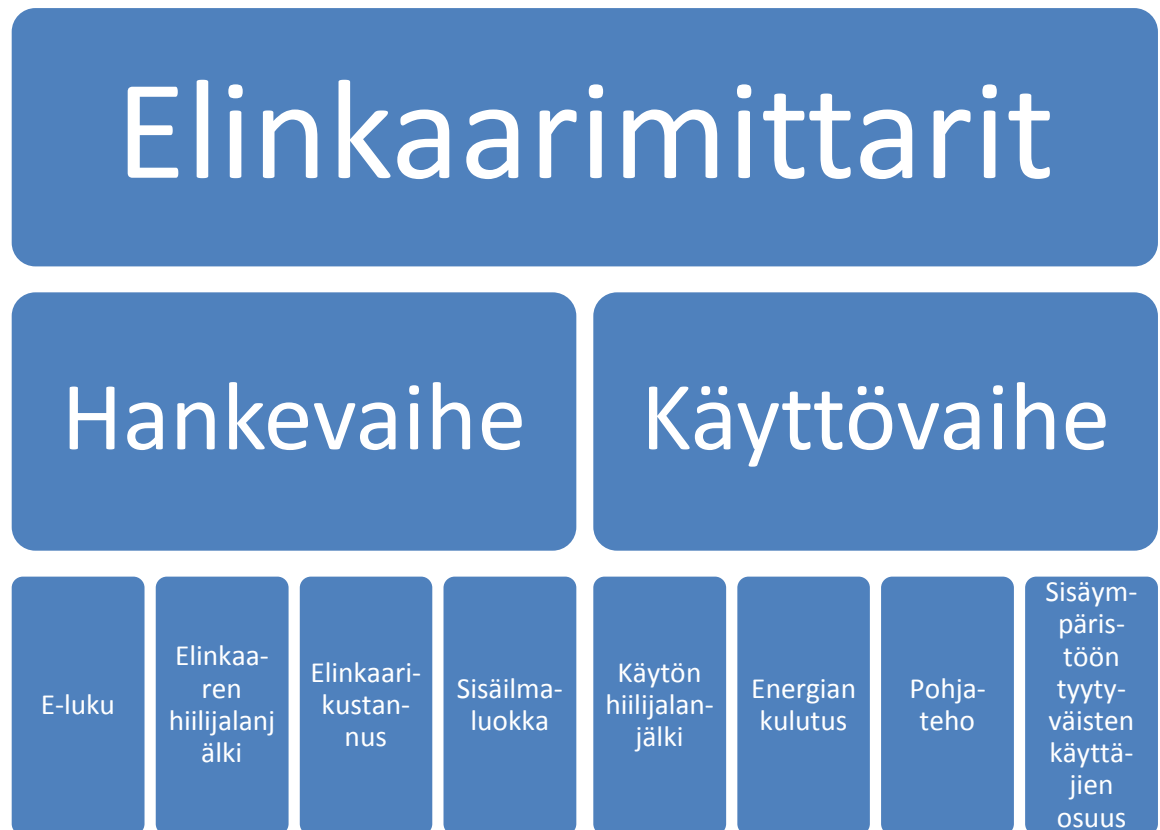 Elinkaarimittarit
Hankevaihe
Käyttövaihe
E-luku
Elinkaa-
ren
hiilijalanj
älki
Elinkaari-
kustan-
nus
Sisäilma-
luokka
Käytön
hiilijalan-
jälki
Energian
kulutus
Pohja-
teho
Sisäym-
päris-
töön
tyyty-
väisten
käyttä-
jien
osuus